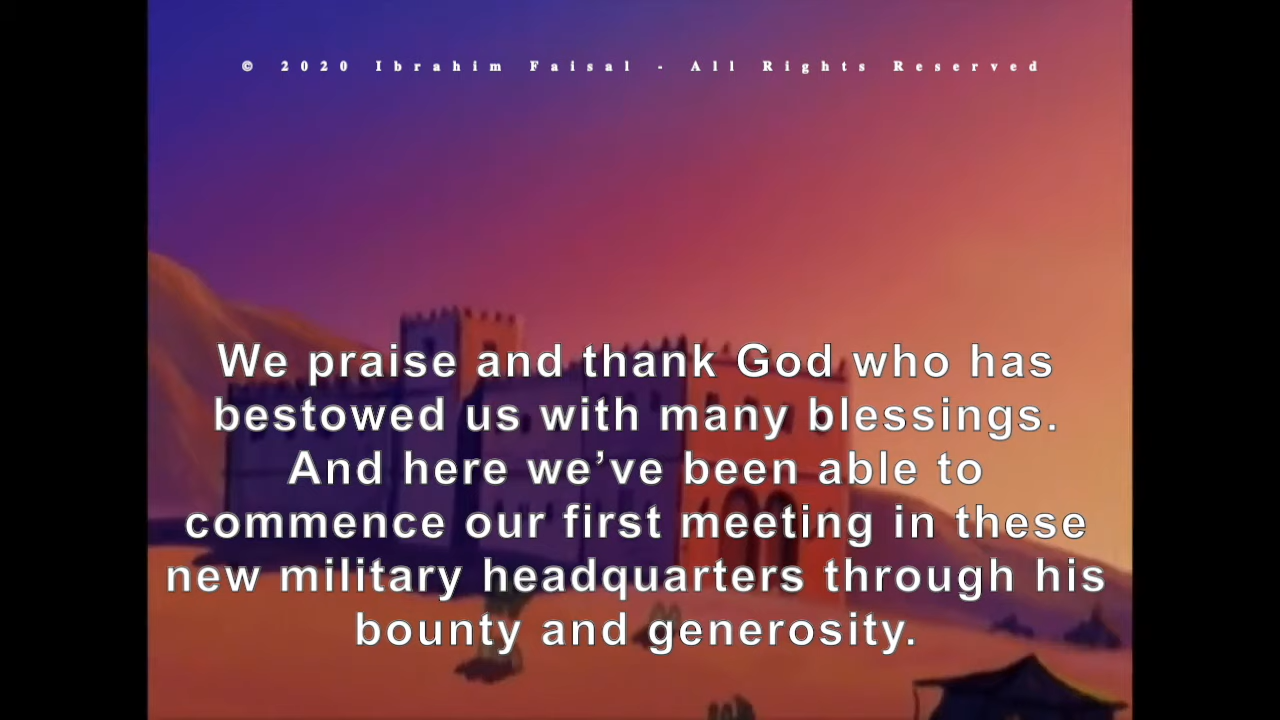 © 2020 Ibrahim Faisal - All Rights Reserved
We praise and thank God who has
bestowed us with many blessings.
And here we’ve been able to
commence our first meeting in these
new military headquarters through his
bounty and generosity.